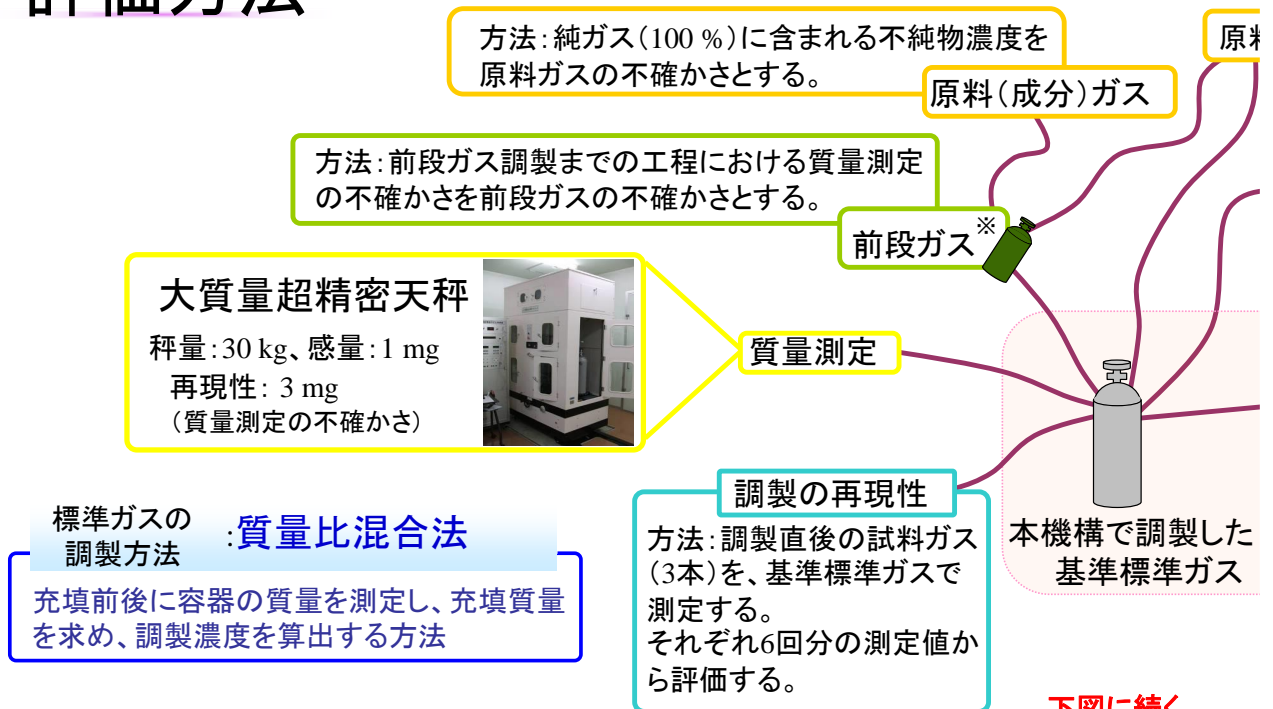 評価方法
方法：純ガス（100 %）に含まれる不純物濃度を
原料ガスの不確かさとする。
原料（成分）ガス
原料
方法：前段ガス調製までの工程における質量測定
の不確かさを前段ガスの不確かさとする。
前段ガス※
大質量超精密天秤
秤量：30 kg、感量：1 mg
再現性： 3 mg
（質量測定の不確かさ）
質量測定
標準ガスの
調製方法
：質量比混合法
充填前後に容器の質量を測定し、充填質量
を求め、調製濃度を算出する方法
調製の再現性
方法：調製直後の試料ガス
（3本）を、基準標準ガスで
測定する。
それぞれ6回分の測定値か
ら評価する。
本機構で調製した
基準標準ガス
下図に続く